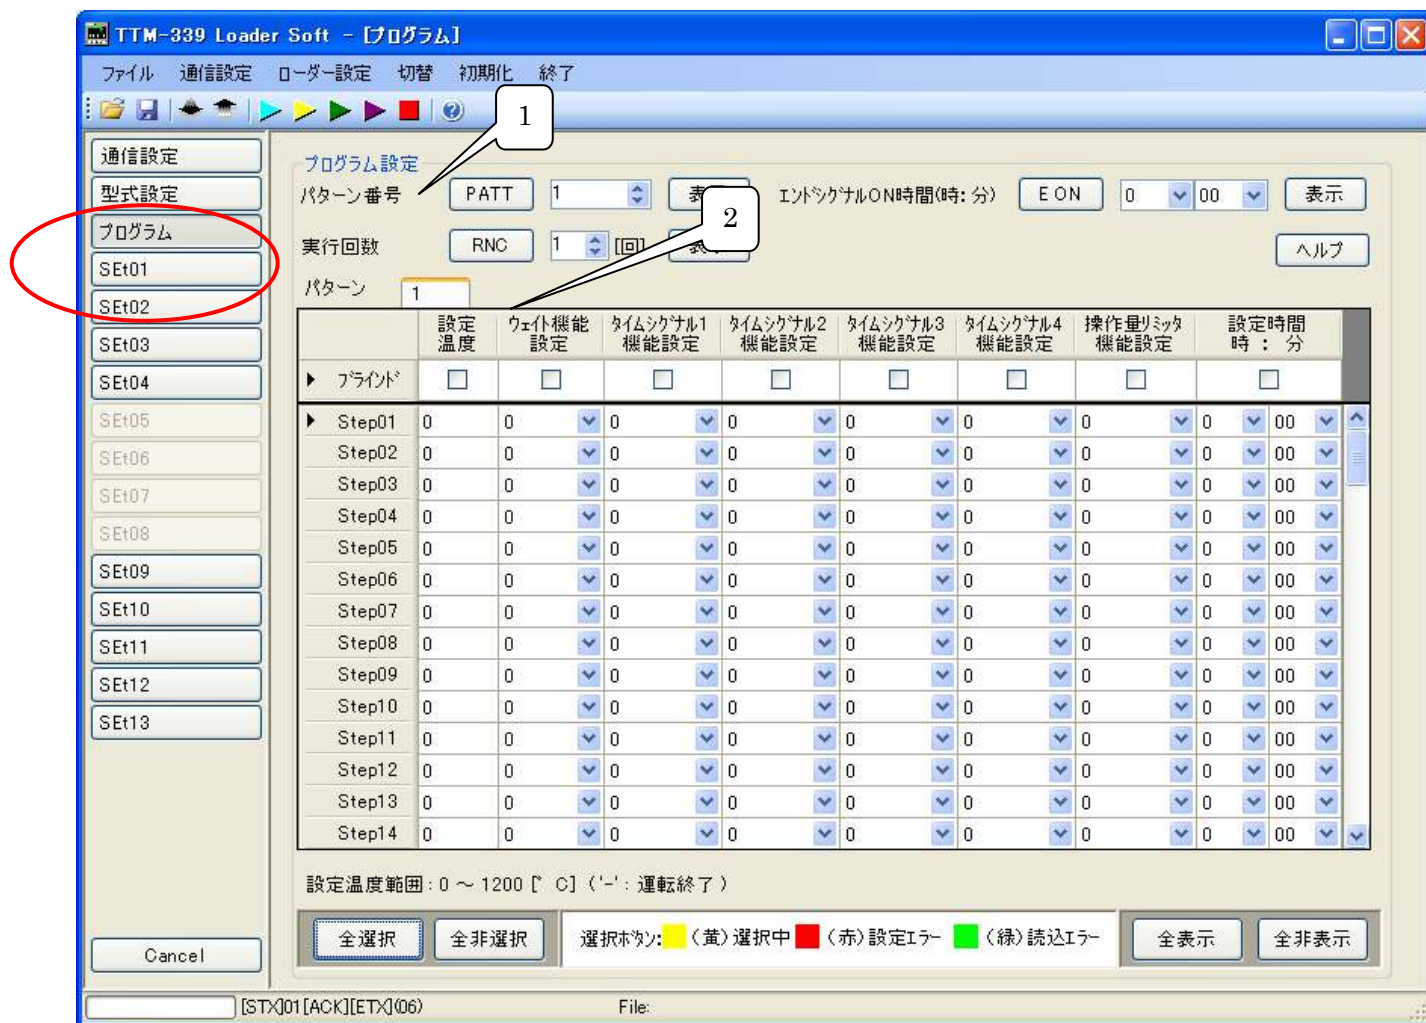 TTM-339 Loader Soft - [プログラム]
ファイル 通信設定 ローダー設定 切替 初期化 終了
1
通信設定
型式設定
プログラム
SEt01
SEt02
SEt03
SEt04
SEt05
SEt06
SEt07
SEt08
SEt09
SEt10
SEt11
SEt12
SEt13
Cancel
プログラム設定
パターン番号 PATT 1 エンドシグナルON時間(時:分) E ON 0 00 表示
2
実行回数 RNC 1 [回] ヘルプ
パターン 1
設定温度 ウェイト機能設定 タイムシグナル1機能設定 タイムシグナル2機能設定 タイムシグナル3機能設定 タイムシグナル4機能設定 操作量リミッタ機能設定 設定時間 時 : 分
ブラインド
Step01 0 0 0 0 0 0 0 0 00
Step02 0 0 0 0 0 0 0 0 00
Step03 0 0 0 0 0 0 0 0 00
Step04 0 0 0 0 0 0 0 0 00
Step05 0 0 0 0 0 0 0 0 00
Step06 0 0 0 0 0 0 0 0 00
Step07 0 0 0 0 0 0 0 0 00
Step08 0 0 0 0 0 0 0 0 00
Step09 0 0 0 0 0 0 0 0 00
Step10 0 0 0 0 0 0 0 0 00
Step11 0 0 0 0 0 0 0 0 00
Step12 0 0 0 0 0 0 0 0 00
Step13 0 0 0 0 0 0 0 0 00
Step14 0 0 0 0 0 0 0 0 00
設定温度範囲:0 ～ 1200 [° C] ('-': 運転終了)
全選択 全非選択 選択ボタン: (黄)選択中 (赤)設定エラー (緑)読込エラー 全表示 全非表示
[STX]01[ACK][ETX](06) File: